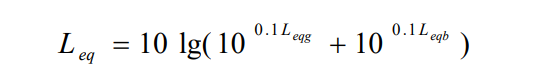 L_eq = 10 lg(10^{0.1L_eqg} + 10^{0.1L_eqb})